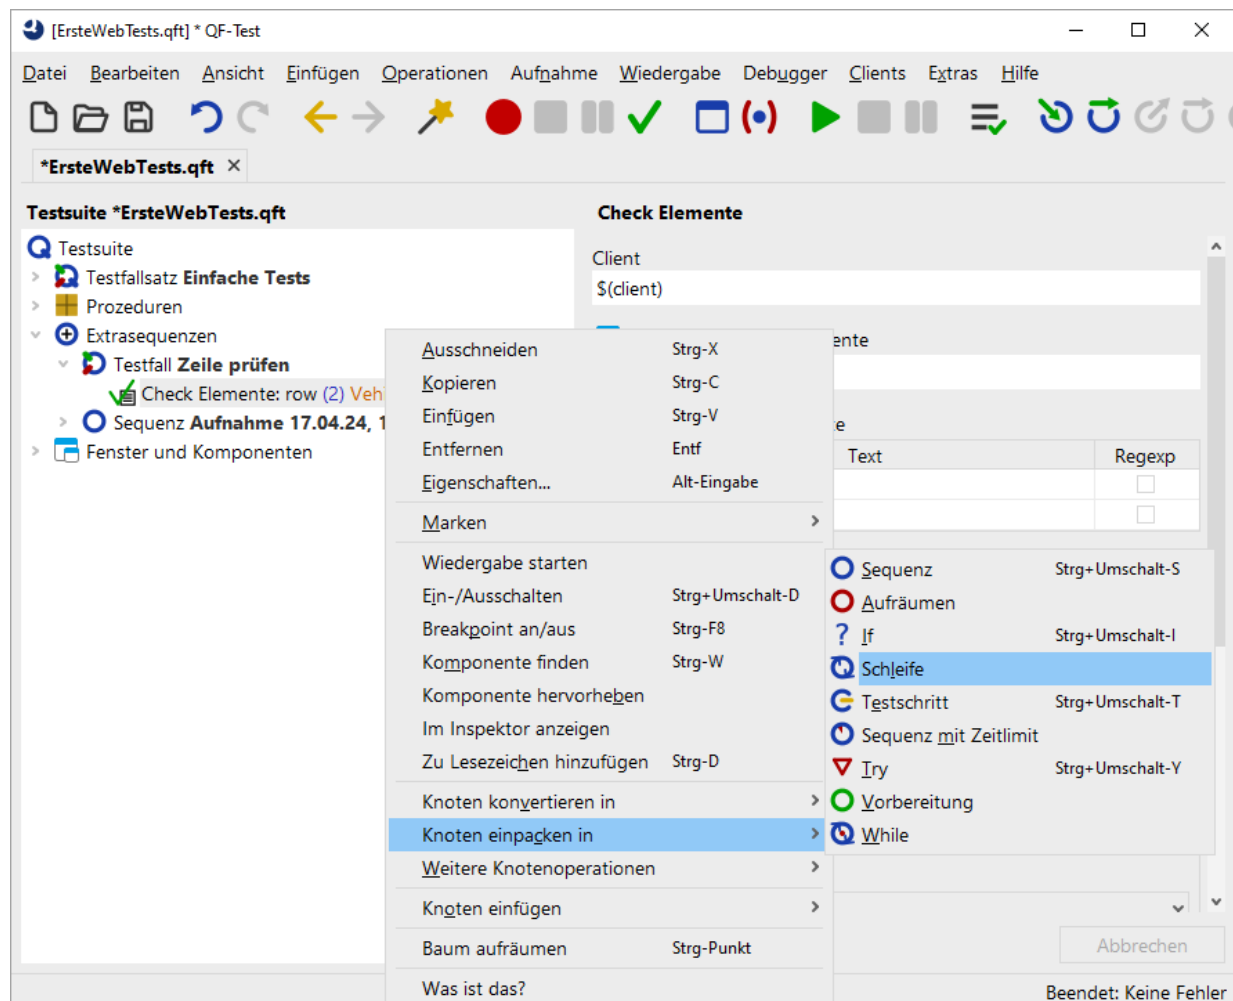 [ErsteWebTests.qft] * QF-Test
Datei Bearbeiten Ansicht Einfügen Operationen Aufnahme Wiedergabe Debugger Clients Extras Hilfe
*ErsteWebTests.qft
Testsuite *ErsteWebTests.qft
Testsuite
Testfallsatz Einfache Tests
Prozeduren
Extrasequenzen
Testfall Zeile prüfen
Check Elemente: row (2) Veh
Sequenz Aufnahme 17.04.24, 1
Fenster und Komponenten
Check Elemente
Client
$(client)
ente
e
Text Regexp
Ausschneiden Strg-X
Kopieren Strg-C
Einfügen Strg-V
Entfernen Entf
Eigenschaften... Alt-Eingabe
Marken
Wiedergabe starten
Ein-/Ausschalten Strg+Umschalt-D
Breakpoint an/aus Strg-F8
Komponente finden Strg-W
Komponente hervorheben
Im Inspektor anzeigen
Zu Lesezeichen hinzufügen Strg-D
Knoten konvertieren in
Knoten einpacken in
Weitere Knotenoperationen
Knoten einfügen
Baum aufräumen Strg-Punkt
Was ist das?
Sequenz Strg+Umschalt-S
Aufräumen
If Strg+Umschalt-I
Schleife
Testschritt Strg+Umschalt-T
Sequenz mit Zeitlimit
Try Strg+Umschalt-Y
Vorbereitung
While
Abbrechen
Beendet: Keine Fehler